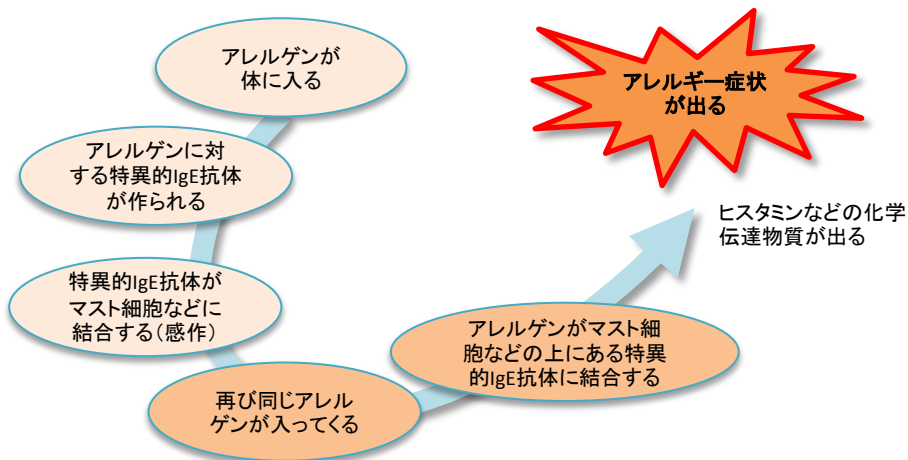 アレルゲンが
体に入る
アレルゲンに対
する特異的IgE抗体
が作られる
特異的IgE抗体が
マスト細胞などに
結合する（感作）
再び同じアレル
ゲンが入ってくる
アレルゲンがマスト細
胞などの上にある特異
的IgE抗体に結合する
ヒスタミンなどの化学
伝達物質が出る
アレルギー症状
が出る